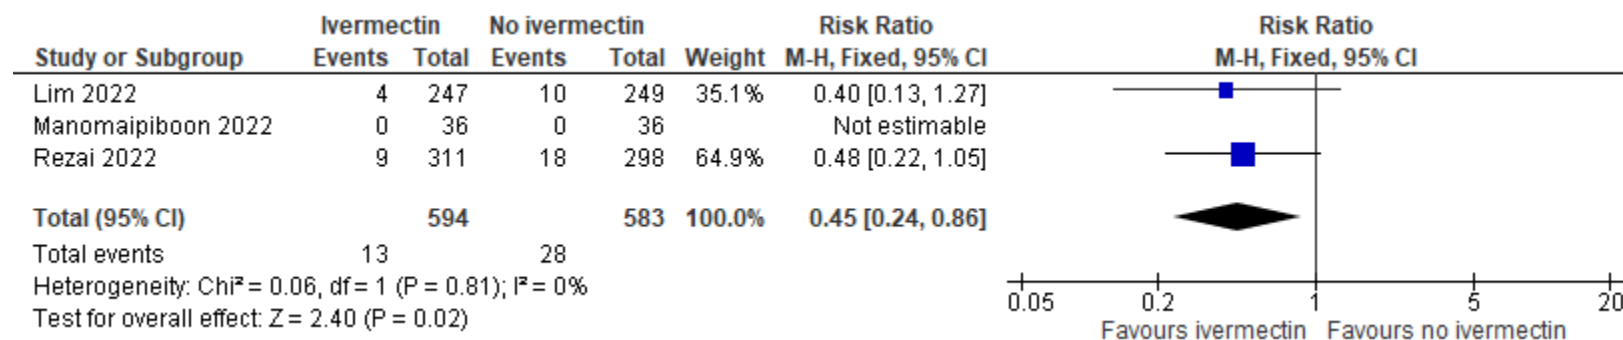 Ivermectin No ivermectin Risk Ratio Risk Ratio
Study or Subgroup Events Total Events Total Weight M-H, Fixed, 95% CI M-H, Fixed, 95% CI
Lim 2022 4 247 10 249 35.1% 0.40 [0.13, 1.27]
Manomaipiboon 2022 0 36 0 36 Not estimable
Rezai 2022 9 311 18 298 64.9% 0.48 [0.22, 1.05]
Total (95% CI) 594 583 100.0% 0.45 [0.24, 0.86]
Total events 13 28
Heterogeneity: Chi² = 0.06, df = 1 (P = 0.81); I² = 0%
Test for overall effect: Z = 2.40 (P = 0.02)
0.05 0.2 1 5 20
Favours ivermectin Favours no ivermectin